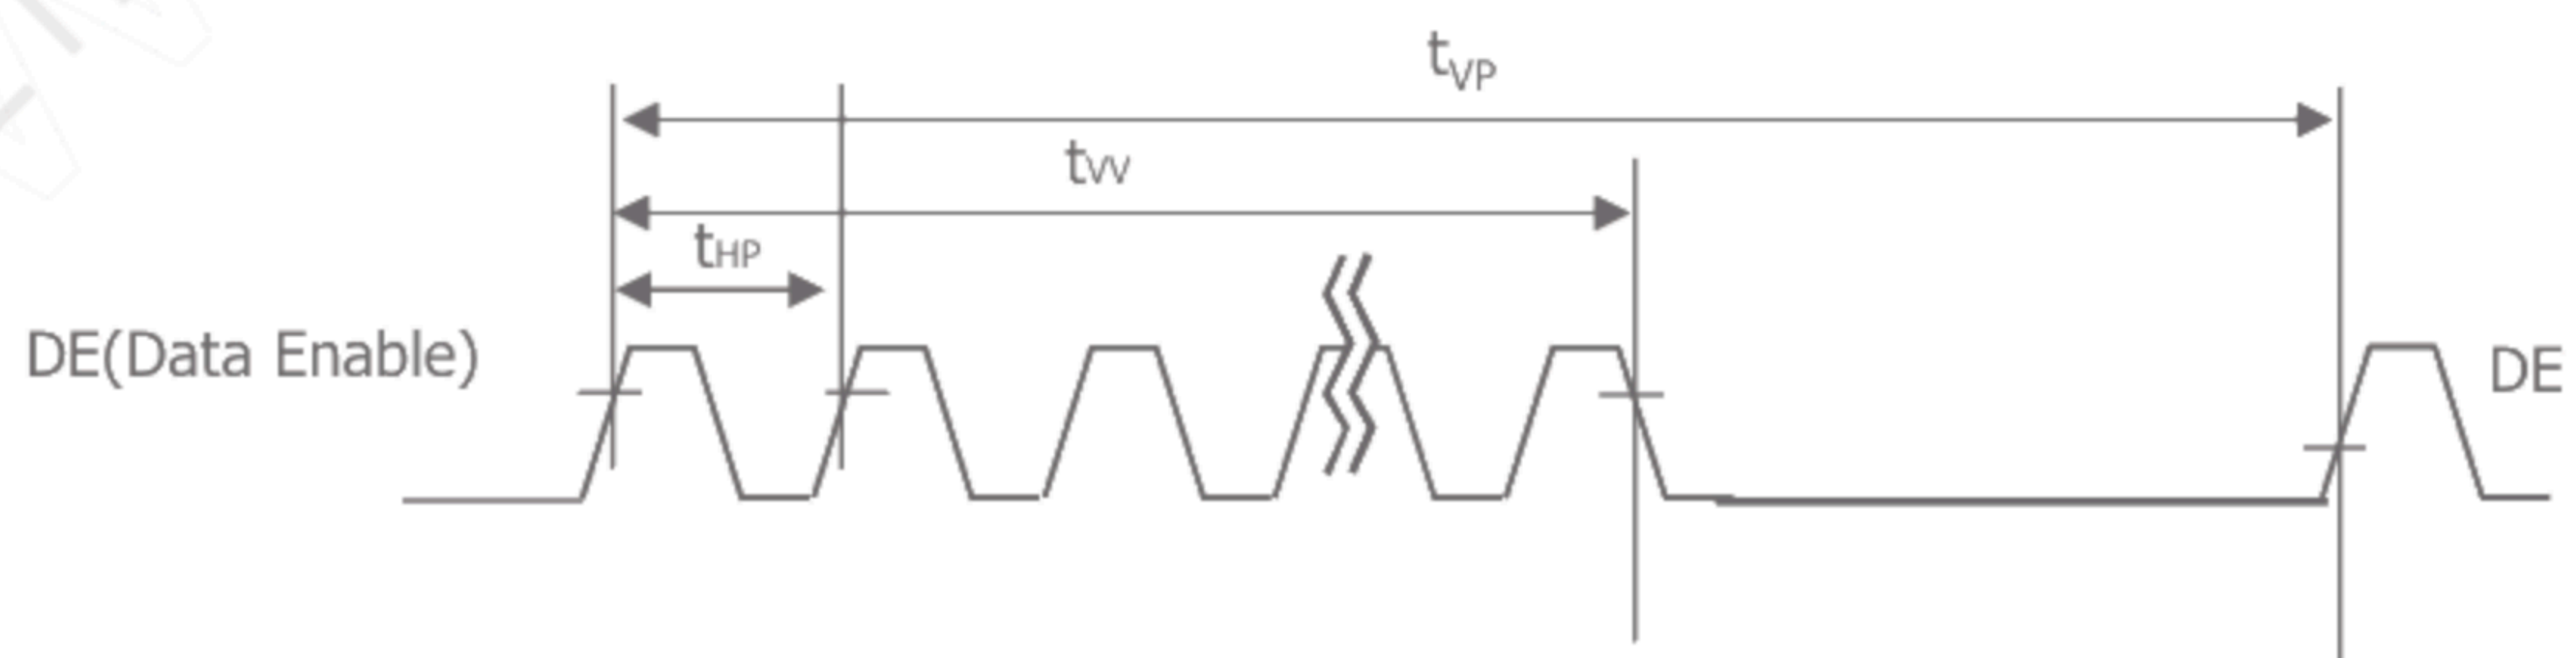 tVP
tVV
tHP
DE(Data Enable)
DE